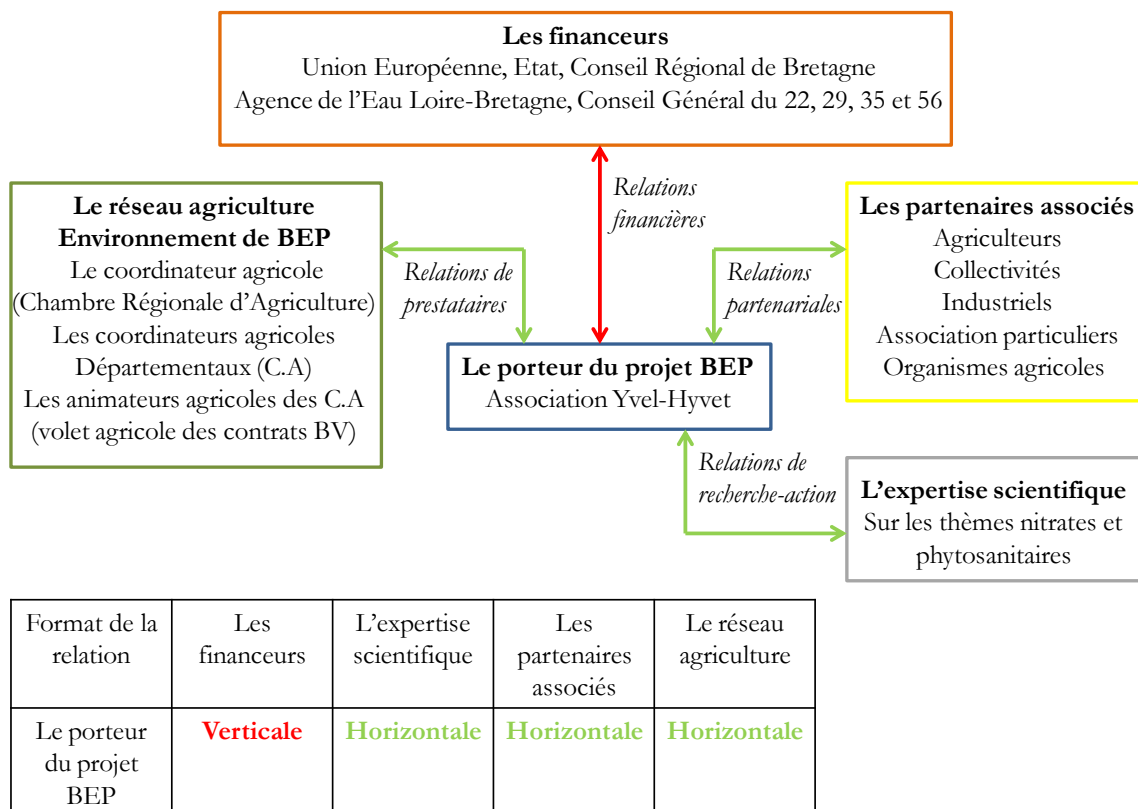 Les financeurs
Union Européenne, Etat, Conseil Régional de Bretagne
Agence de l’Eau Loire-Bretagne, Conseil Général du 22, 29, 35 et 56
Relations
financières
Le réseau agriculture
Environnement de BEP
Le coordinateur agricole
(Chambre Régionale d’Agriculture)
Les coordinateurs agricoles
Départementaux (C.A)
Les animateurs agricoles des C.A
(volet agricole des contrats BV)
Relations de
prestataires
Relations
partenariales
Les partenaires associés
Agriculteurs
Collectivités
Industriels
Association particuliers
Organismes agricoles
Le porteur du projet BEP
Association Yvel-Hyvet
Relations de
recherche-action
L’expertise scientifique
Sur les thèmes nitrates et
phytosanitaires
Format de la
relation
Les
financeurs
L’expertise
scientifique
Les
partenaires
associés
Le réseau
agriculture
Le porteur
du projet
BEP
Verticale
Horizontale
Horizontale
Horizontale